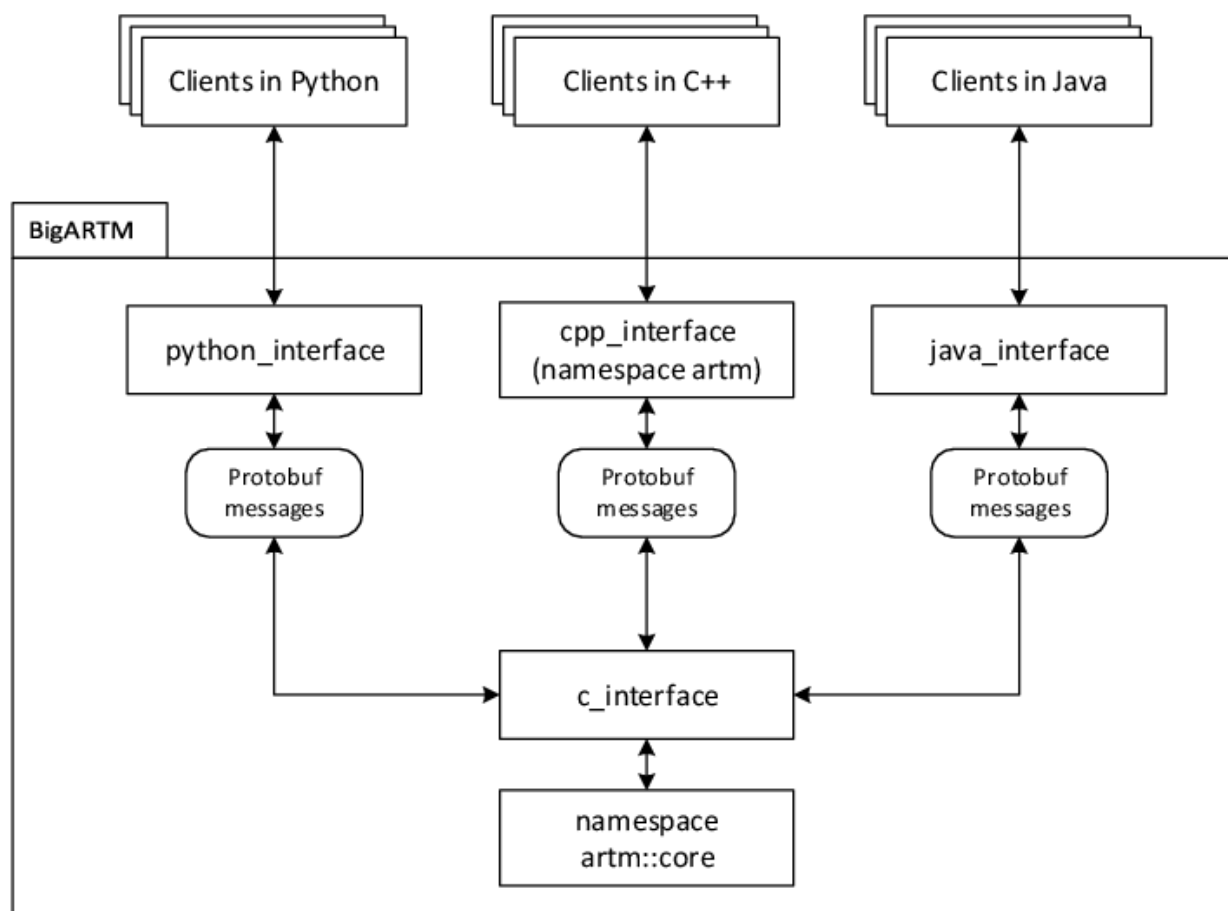 Clients in Python
Clients in C++
Clients in Java
BigARTM
python_interface
cpp_interface
(namespace artm)
java_interface
Protobuf
messages
Protobuf
messages
Protobuf
messages
c_interface
namespace
artm::core